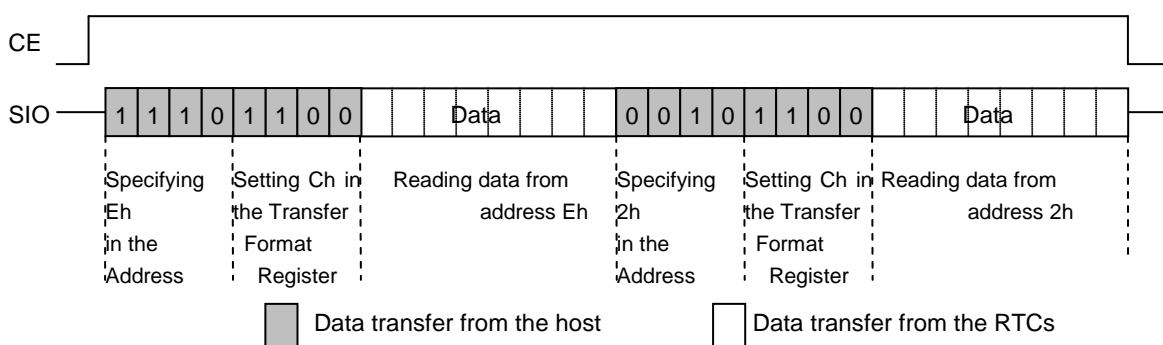 CE
SIO 1 1 1 0 1 1 0 0 Data 0 0 1 0 1 1 0 0 Data
Specifying Setting Ch in Reading data from Specifying Setting Ch in Reading data from
Eh the Transfer address Eh 2h the Transfer address 2h
in the Format in the Format
Address Register Address Register
Data transfer from the host Data transfer from the RTCs